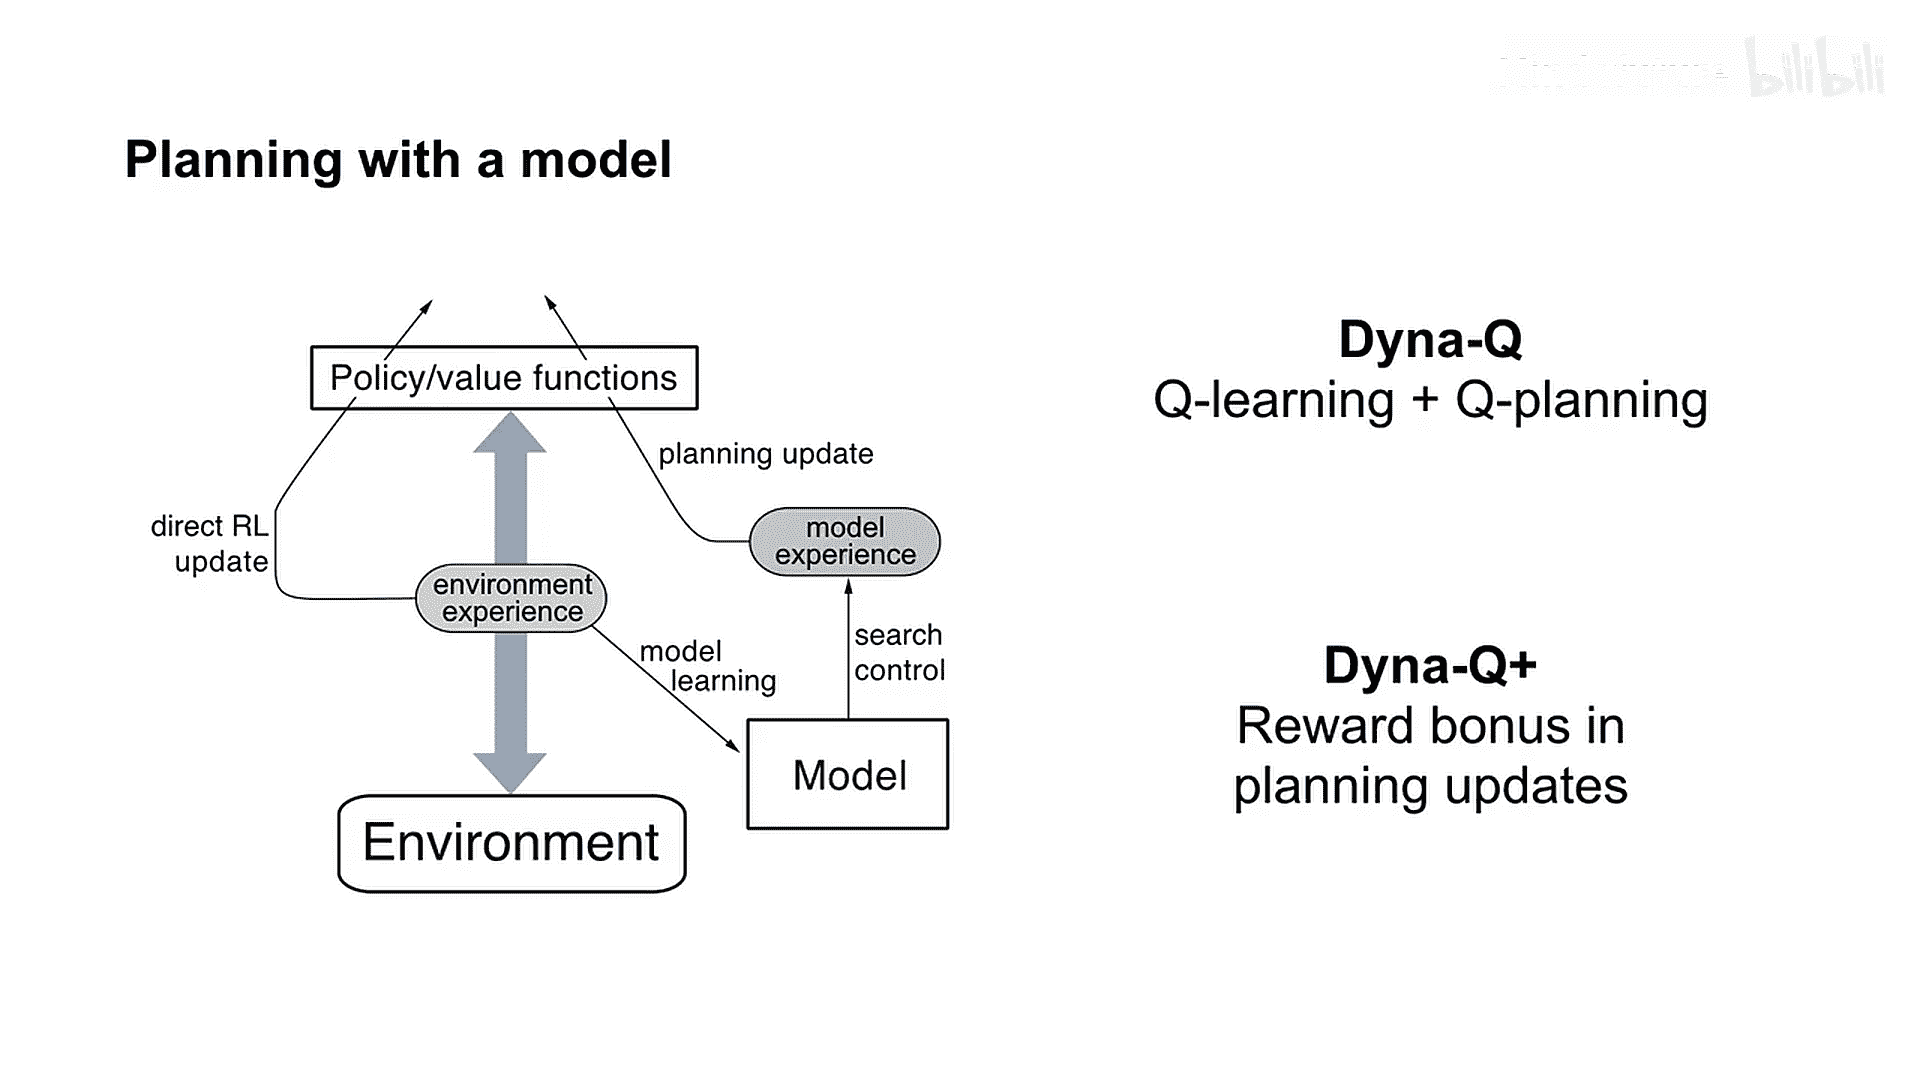 bilibili
Planning with a model
Policy/value functions
planning update
direct RL
update
model
experience
environment
experience
model
learning
search
control
Model
Environment
Dyna-Q
Q-learning + Q-planning
Dyna-Q+
Reward bonus in
planning updates